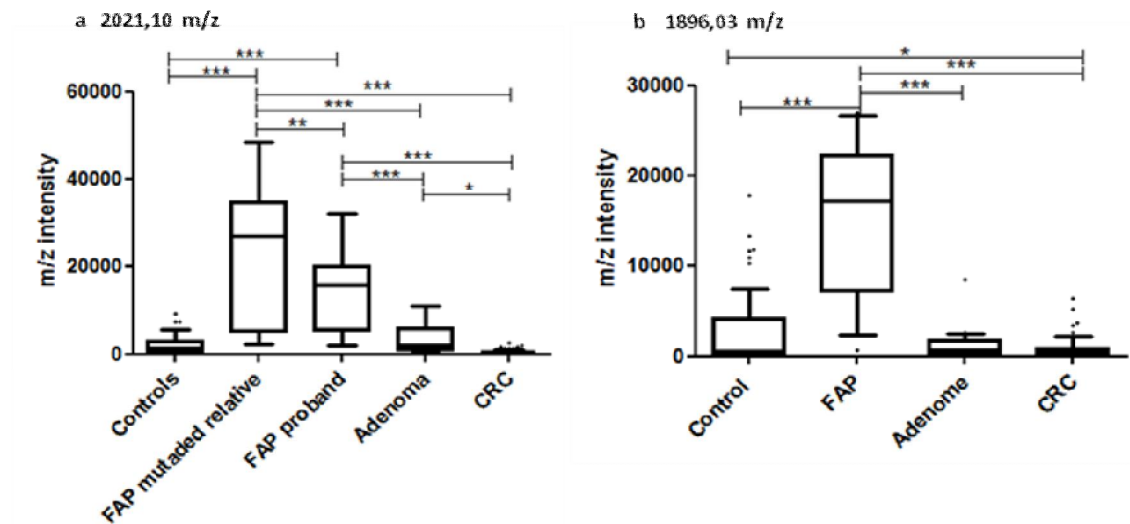 a 2021,10 m/z
***
***
***
***
**
***
***
*
60000
40000
20000
0
m/z intensity
Controls
FAP mutaded relative
FAP proband
Adenoma
CRC
b 1896,03 m/z
*
***
***
***
30000
20000
10000
0
m/z intensity
Control
FAP
Adenome
CRC